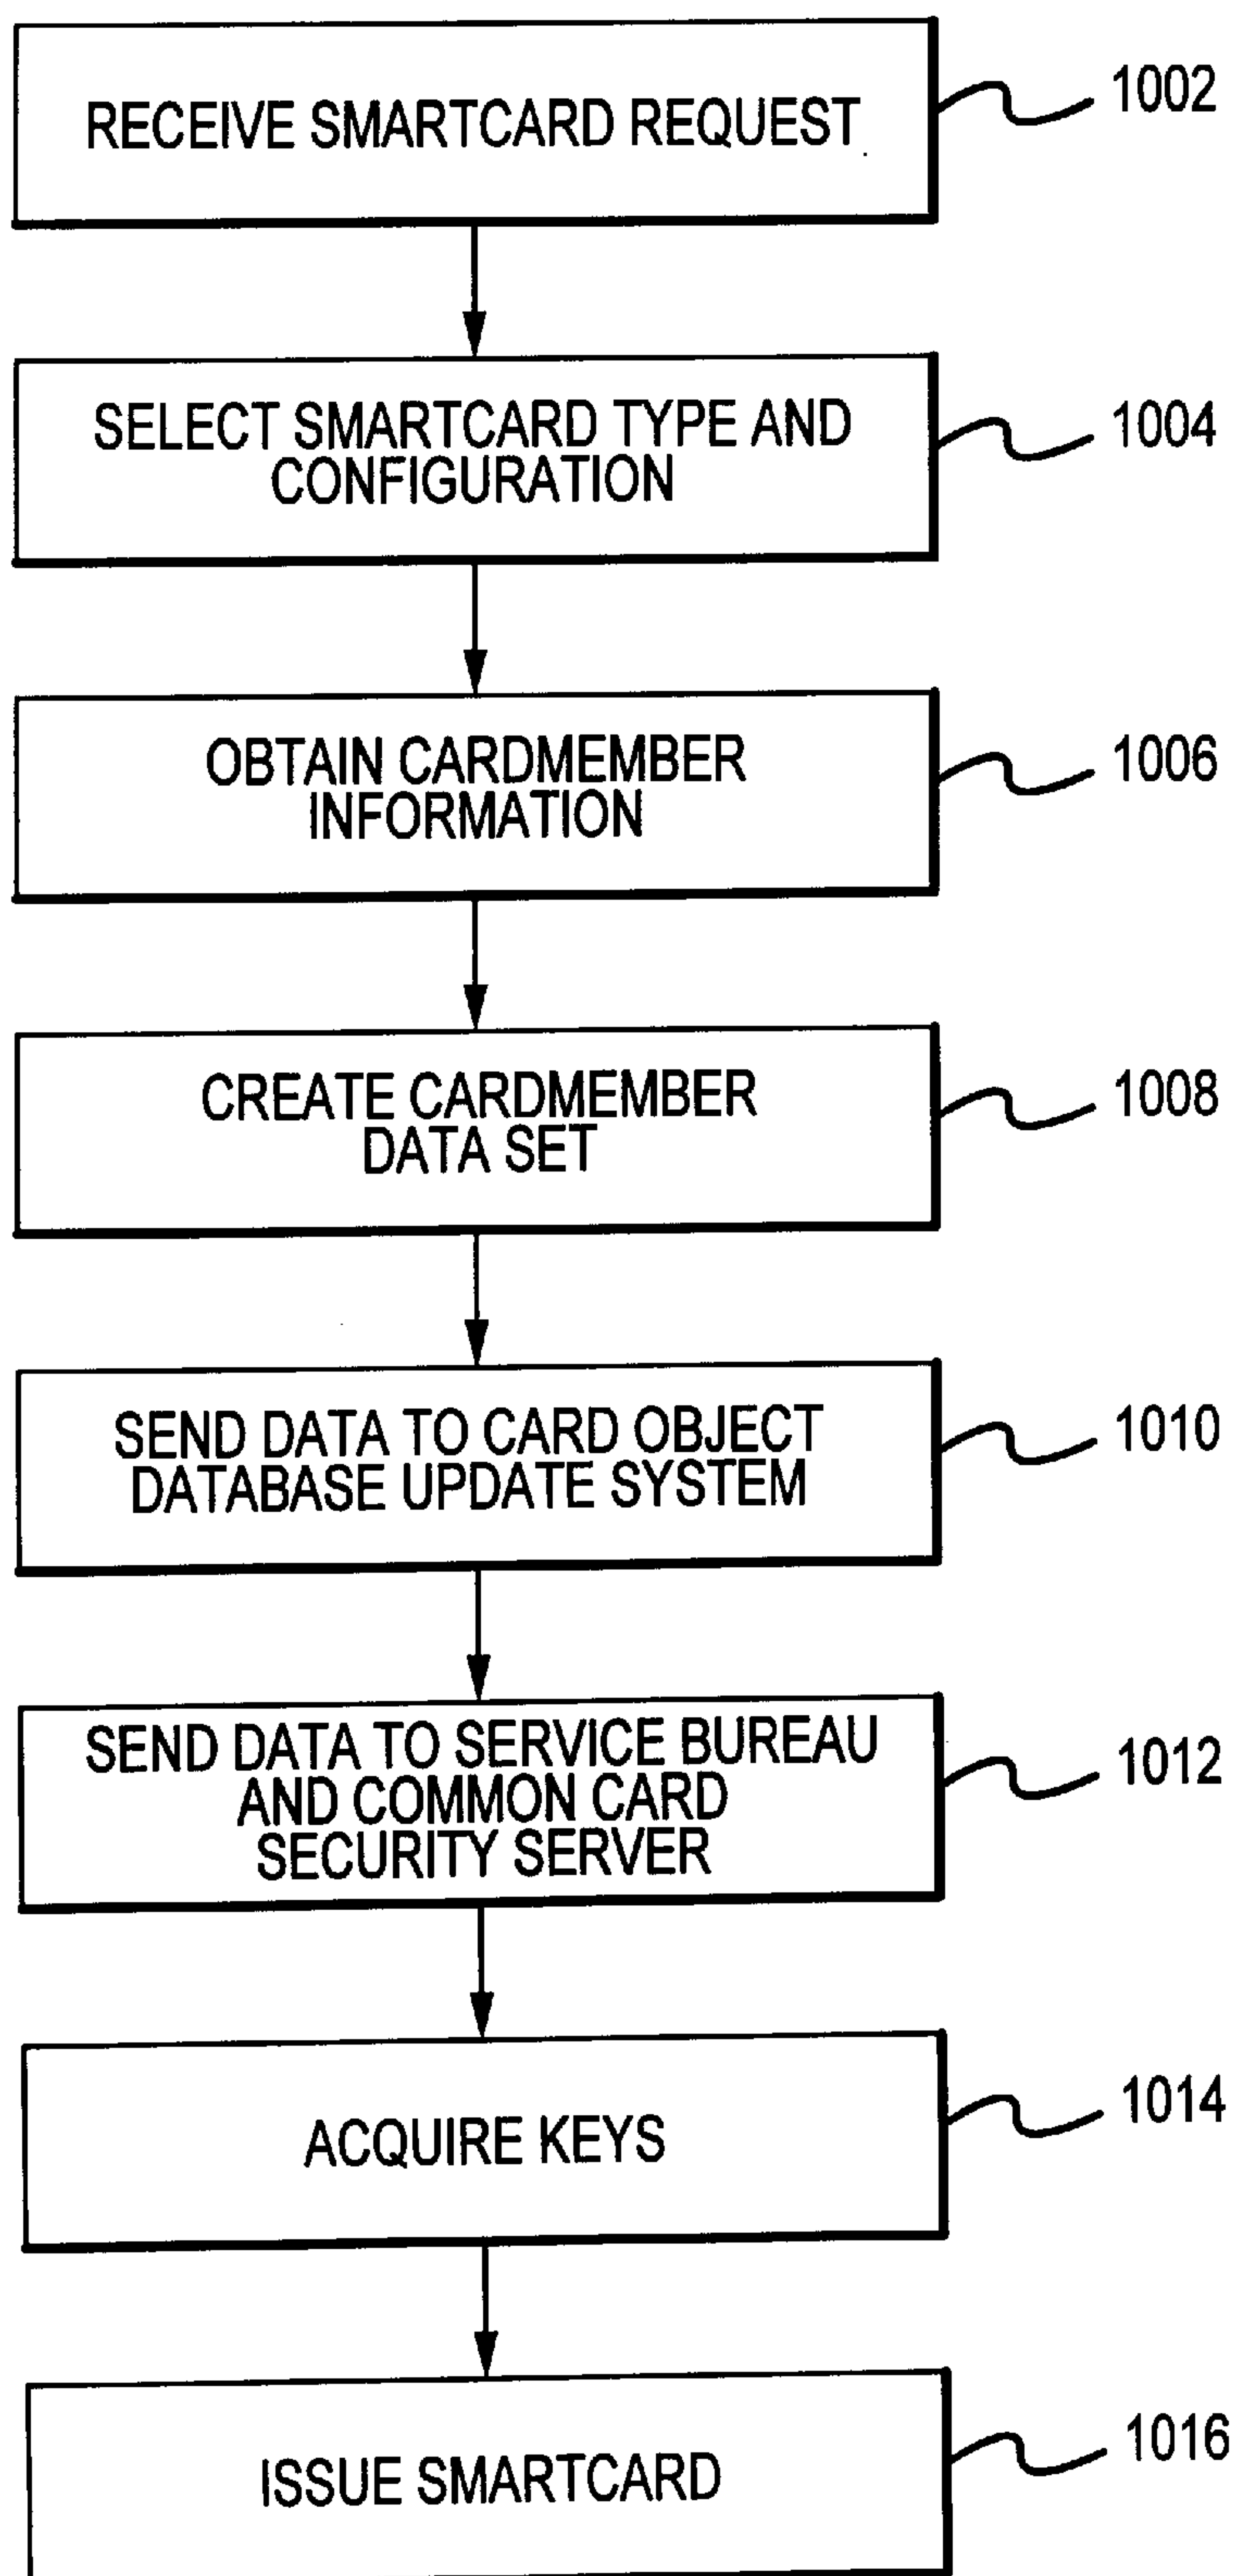 RECEIVE SMARTCARD REQUEST
1002
SELECT SMARTCARD TYPE AND
CONFIGURATION
1004
OBTAIN CARDMEMBER
INFORMATION
1006
CREATE CARDMEMBER
DATA SET
1008
SEND DATA TO CARD OBJECT
DATABASE UPDATE SYSTEM
1010
SEND DATA TO SERVICE BUREAU
AND COMMON CARD
SECURITY SERVER
1012
ACQUIRE KEYS
1014
ISSUE SMARTCARD
1016